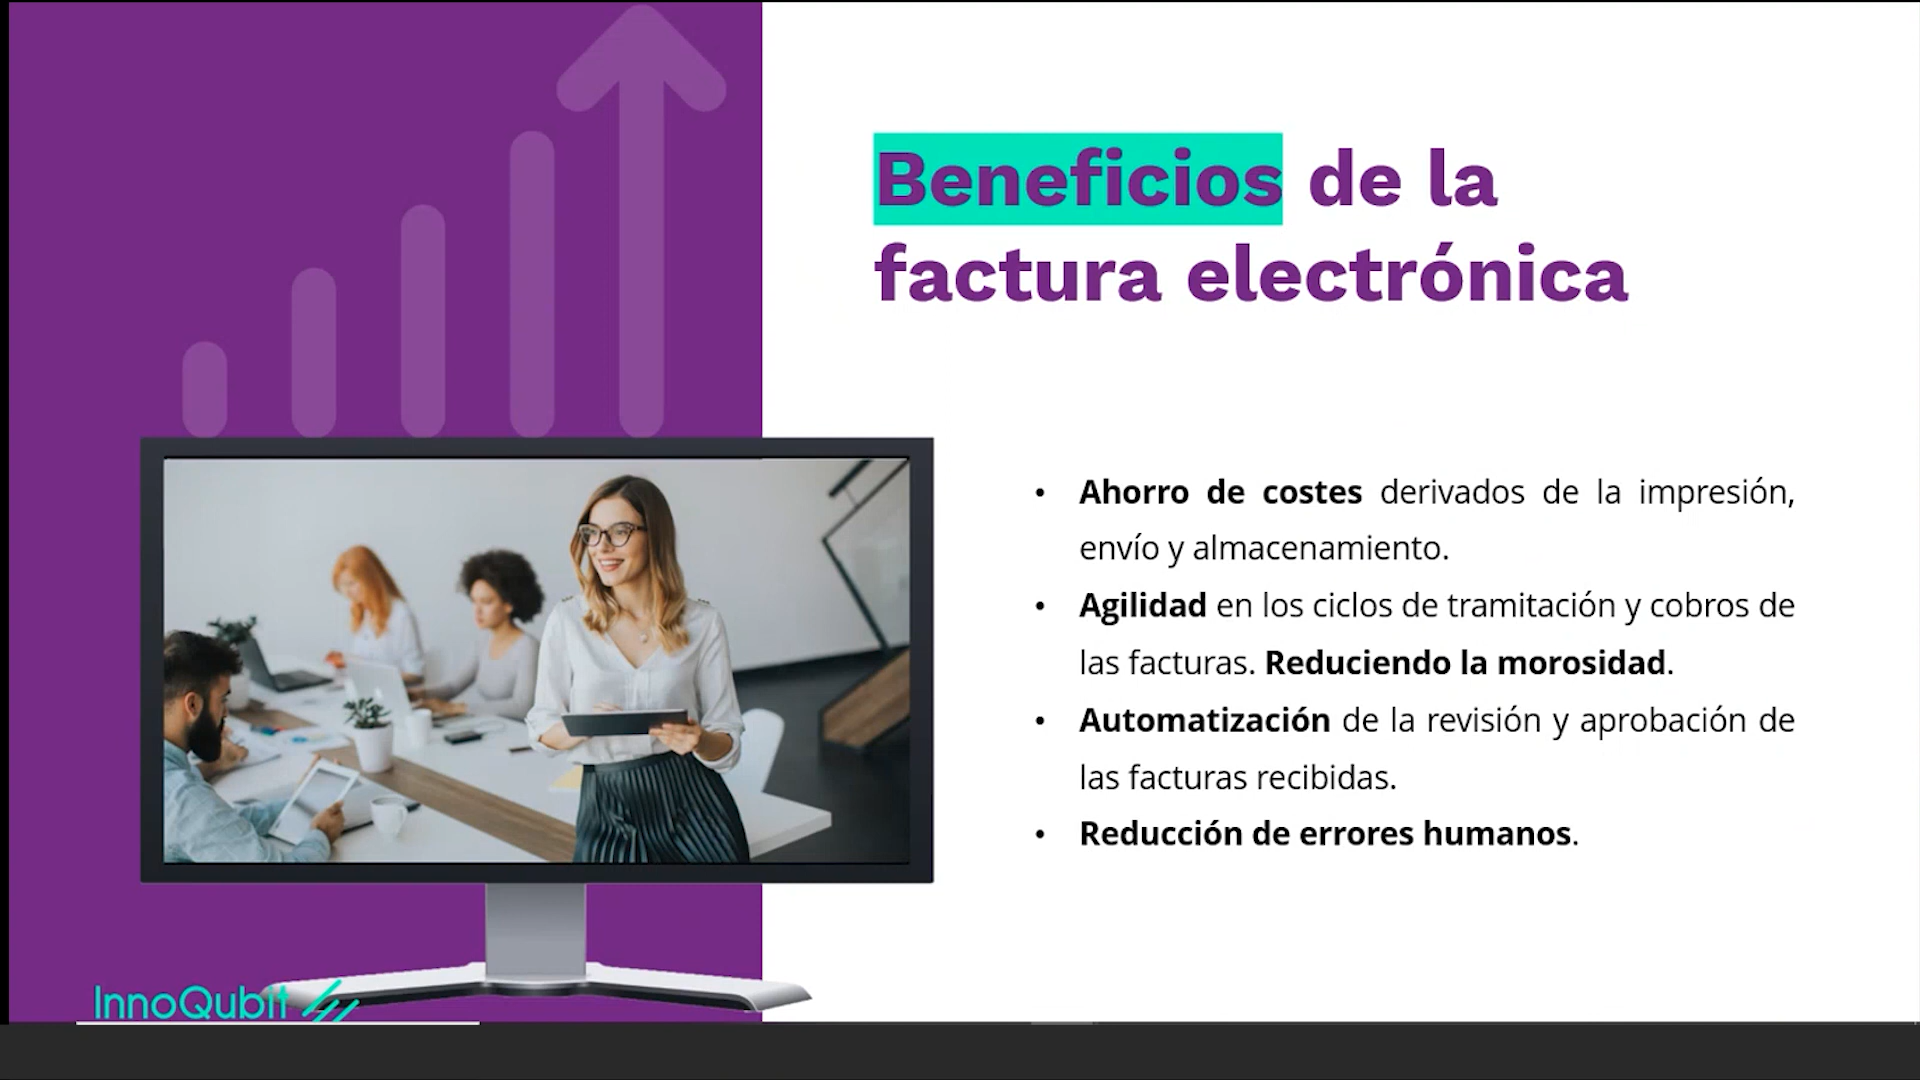 Beneficios de la
factura electrónica
• Ahorro de costes derivados de la impresión,
envío y almacenamiento.
• Agilidad en los ciclos de tramitación y cobros de
las facturas. Reduciendo la morosidad.
• Automatización de la revisión y aprobación de
las facturas recibidas.
• Reducción de errores humanos.
InnoQubit